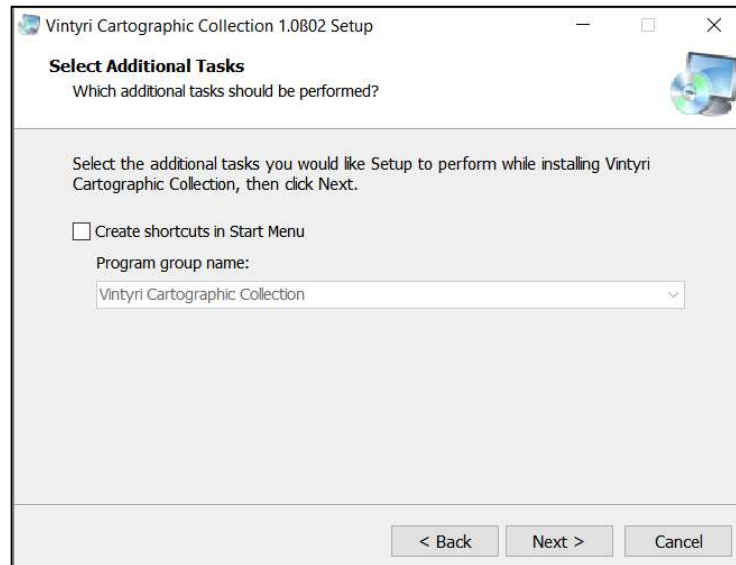 Vintyri Cartographic Collection 1.0ß02 Setup
Select Additional Tasks
Which additional tasks should be performed?
Select the additional tasks you would like Setup to perform while installing Vintyri
Cartographic Collection, then click Next.
Create shortcuts in Start Menu
Program group name:
Vintyri Cartographic Collection
< Back Next > Cancel